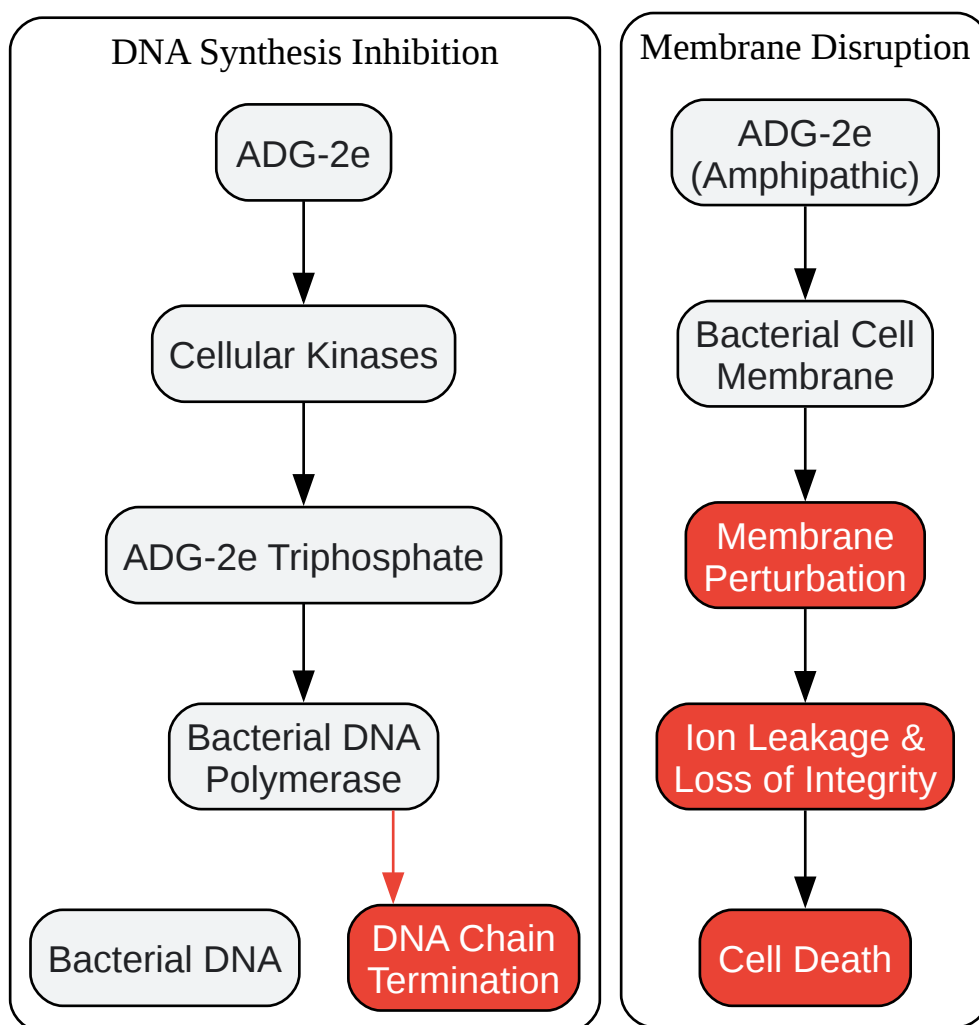 DNA Synthesis Inhibition
ADG-2e
Cellular Kinases
ADG-2e Triphosphate
Bacterial DNA
Polymerase
Bacterial DNA
DNA Chain
Termination
Membrane Disruption
ADG-2e
(Amphipathic)
Bacterial Cell
Membrane
Membrane
Perturbation
Ion Leakage &
Loss of Integrity
Cell Death